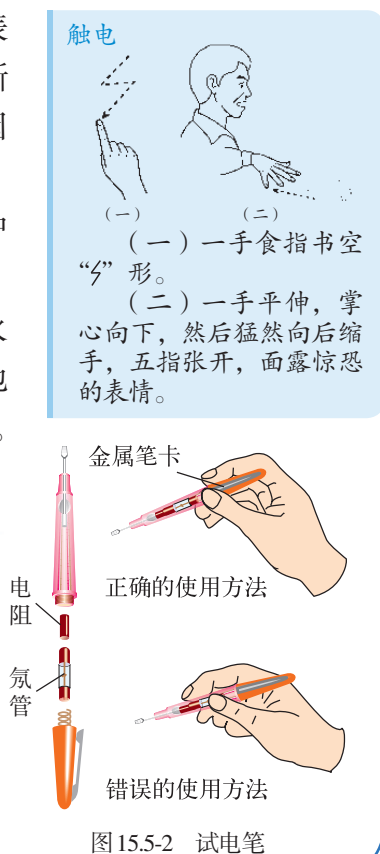 触电
（一）
（二）
（一）一手食指书空
“ϟ”形。
（二）一手平伸，掌
心向下，然后猛然向后缩
手，五指张开，面露惊恐
的表情。
金属笔卡
正确的使用方法
电
阻
氖
管
错误的使用方法
图15.5-2 试电笔